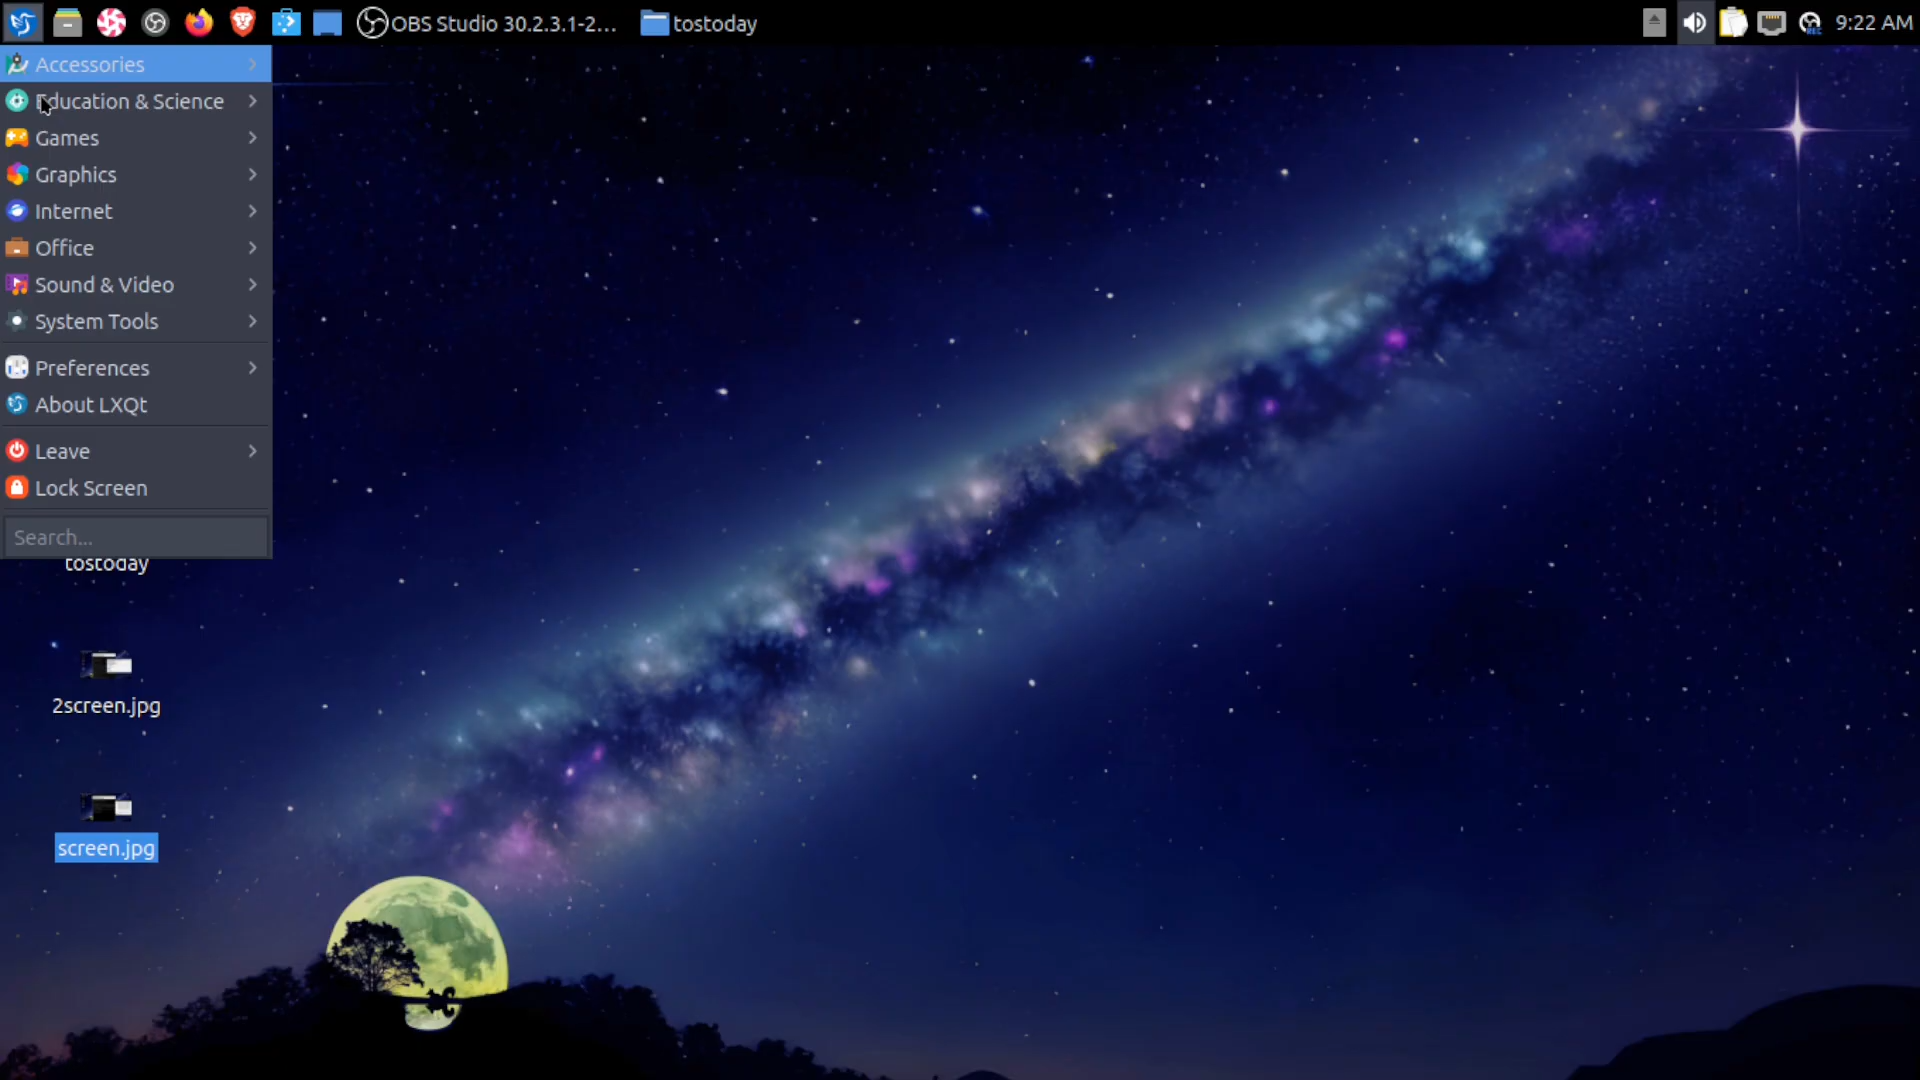 OBS Studio 30.2.3.1-2... tostoday 9:22 AM
Accessories
Education & Science
Games
Graphics
Internet
Office
Sound & Video
System Tools
Preferences
About LXQt
Leave
Lock Screen
Search...
tostoday
2screen.jpg
screen.jpg